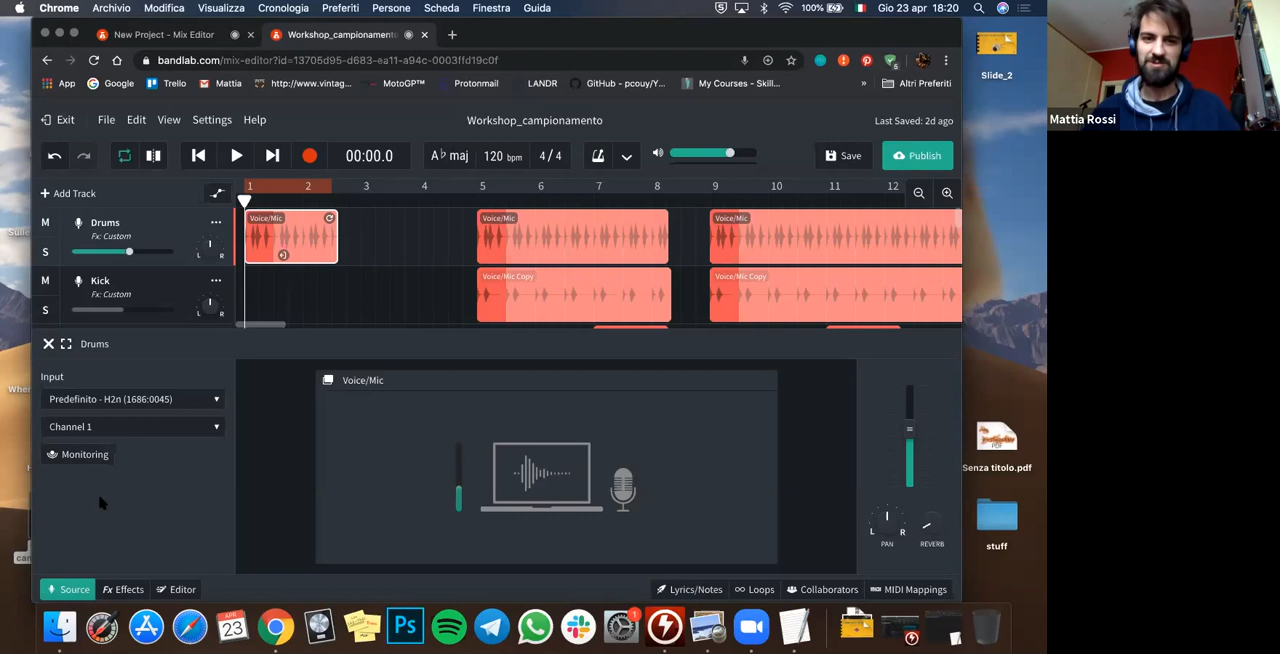 Chrome Archivio Modifica Visualizza Cronologia Preferiti Persone Scheda Finestra Guida 100% Gio 23 apr 18:20
New Project - Mix Editor Workshop_campionamento
bandlab.com/mix-editor?id=13705d95-d683-ea11-a94c-0003ffd19c0f
App Google Trello Mattia http://www.vintag... MotoGP™ Protonmail LANDR GitHub - pcouy/Y... My Courses - Skill... » Altri Preferiti
Exit File Edit View Settings Help Workshop_campionamento Last Saved: 2d ago
00:00.0 A♭ maj 120 bpm 4/4 Save Publish
+ Add Track 1 2 3 4 5 6 7 8 9 10 11 12
M Drums Voice/Mic Voice/Mic Voice/Mic
Fx: Custom
S L R
M Kick Voice/Mic Copy Voice/Mic Copy
Fx: Custom
S L R
Drums
Input
Predefinito - H2n (1686:0045)
Channel 1
Monitoring
Voice/Mic
L R
PAN REVERB
Source Fx Effects Editor Lyrics/Notes Loops Collaborators MIDI Mappings
APR
23
Ps
1
Slide_2
Senza titolo.pdf
stuff
Mattia Rossi